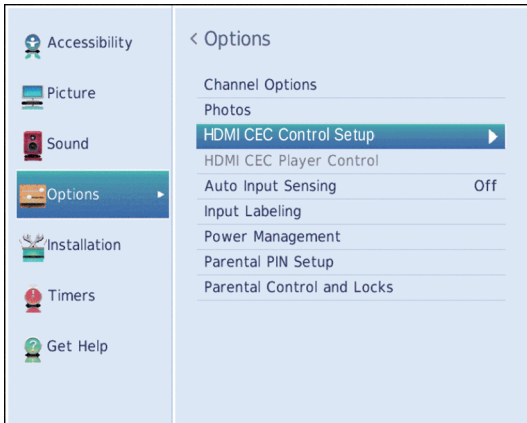 Accessibility
Picture
Sound
Options
Installation
Timers
Get Help
< Options
Channel Options
Photos
HDMI CEC Control Setup
HDMI CEC Player Control
Auto Input Sensing Off
Input Labeling
Power Management
Parental PIN Setup
Parental Control and Locks